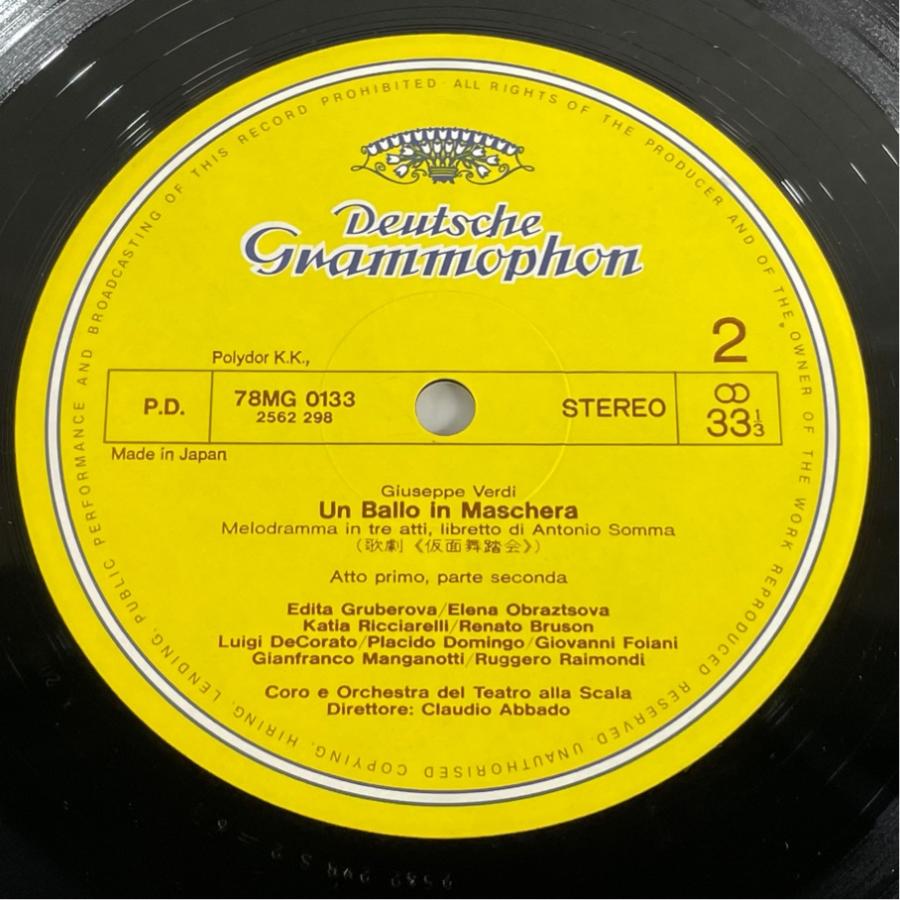 ALL RIGHTS OF THE PRODUCER AND OF THE OWNER OF THE WORK REPRODUCED RESERVED. UNAUTHORISED COPYING, HIRING, LENDING, PUBLIC PERFORMANCE AND BROADCASTING OF THIS RECORD PROHIBITED ·
Deutsche
Grammophon
2
Polydor K.K.,
P.D. 78MG 0133 STEREO 33 1/3
2562 298
Made in Japan
Giuseppe Verdi
Un Ballo in Maschera
Melodramma in tre atti, libretto di Antonio Somma
(歌劇《仮面舞踏会》)
Atto primo, parte seconda
Edita Gruberova/Elena Obraztsova
Katia Ricciarelli/Renato Bruson
Luigi DeCorato/Placido Domingo/Giovanni Foiani
Gianfranco Manganotti/Ruggero Raimondi
Coro e Orchestra del Teatro alla Scala
Direttore: Claudio Abbado